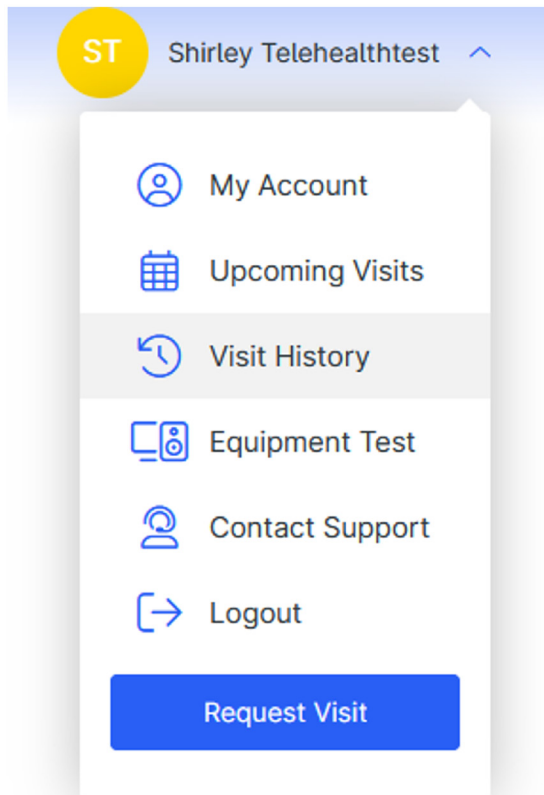 ST Shirley Telehealthtest
My Account
Upcoming Visits
Visit History
Equipment Test
Contact Support
Logout
Request Visit